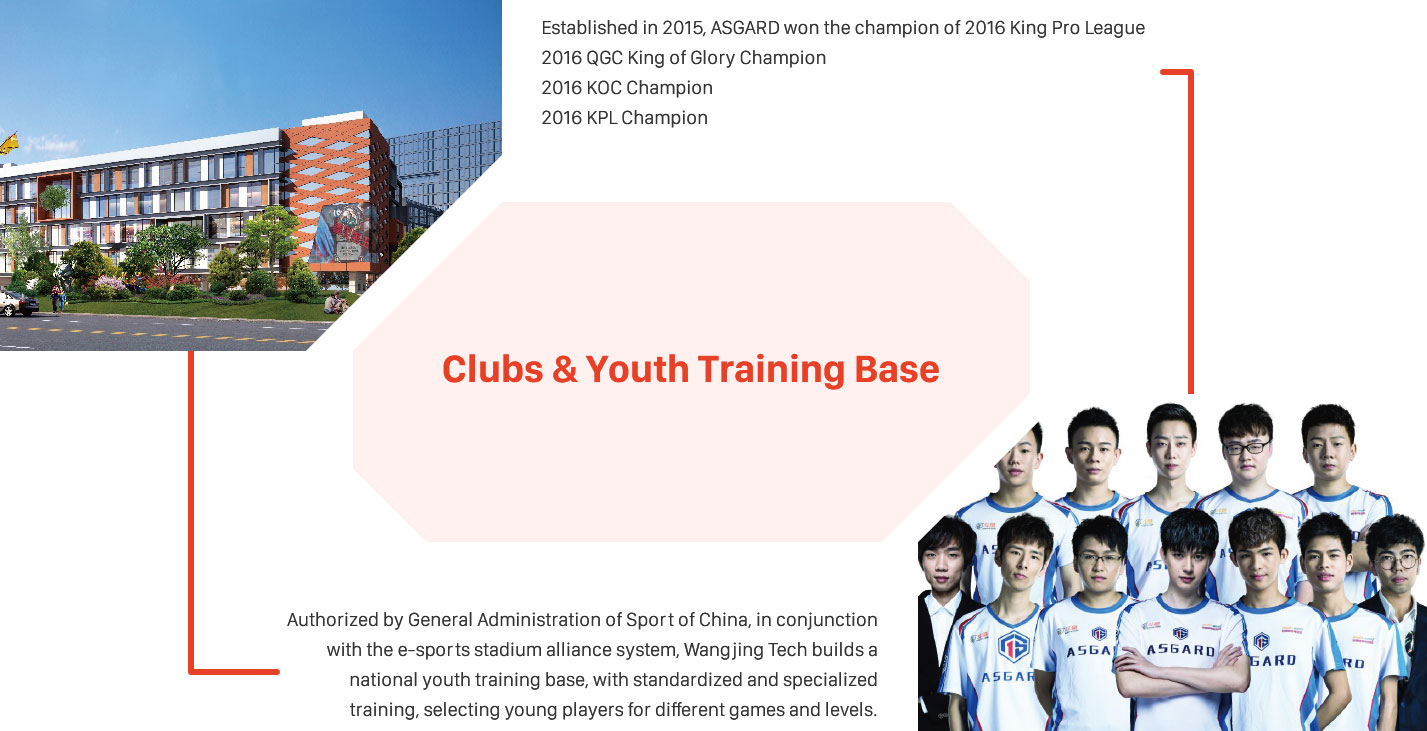 Established in 2015, ASGARD won the champion of 2016 King Pro League
2016 QGC King of Glory Champion
2016 KOC Champion
2016 KPL Champion
Clubs & Youth Training Base
Authorized by General Administration of Sport of China, in conjunction
with the e-sports stadium alliance system, Wangjing Tech builds a
national youth training base, with standardized and specialized
training, selecting young players for different games and levels.
ASGARD
ASGARD
ASGARD
GARD